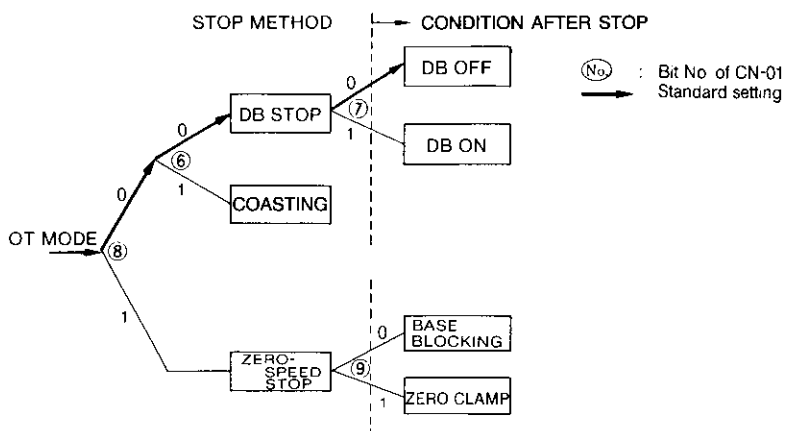 STOP METHOD
CONDITION AFTER STOP
DB OFF
No. : Bit No of CN-01
Standard setting
0
0
DB STOP
7
1
DB ON
6
0
1
COASTING
OT MODE
8
1
0
BASE
BLOCKING
ZERO-
SPEED
STOP
9
1
ZERO CLAMP